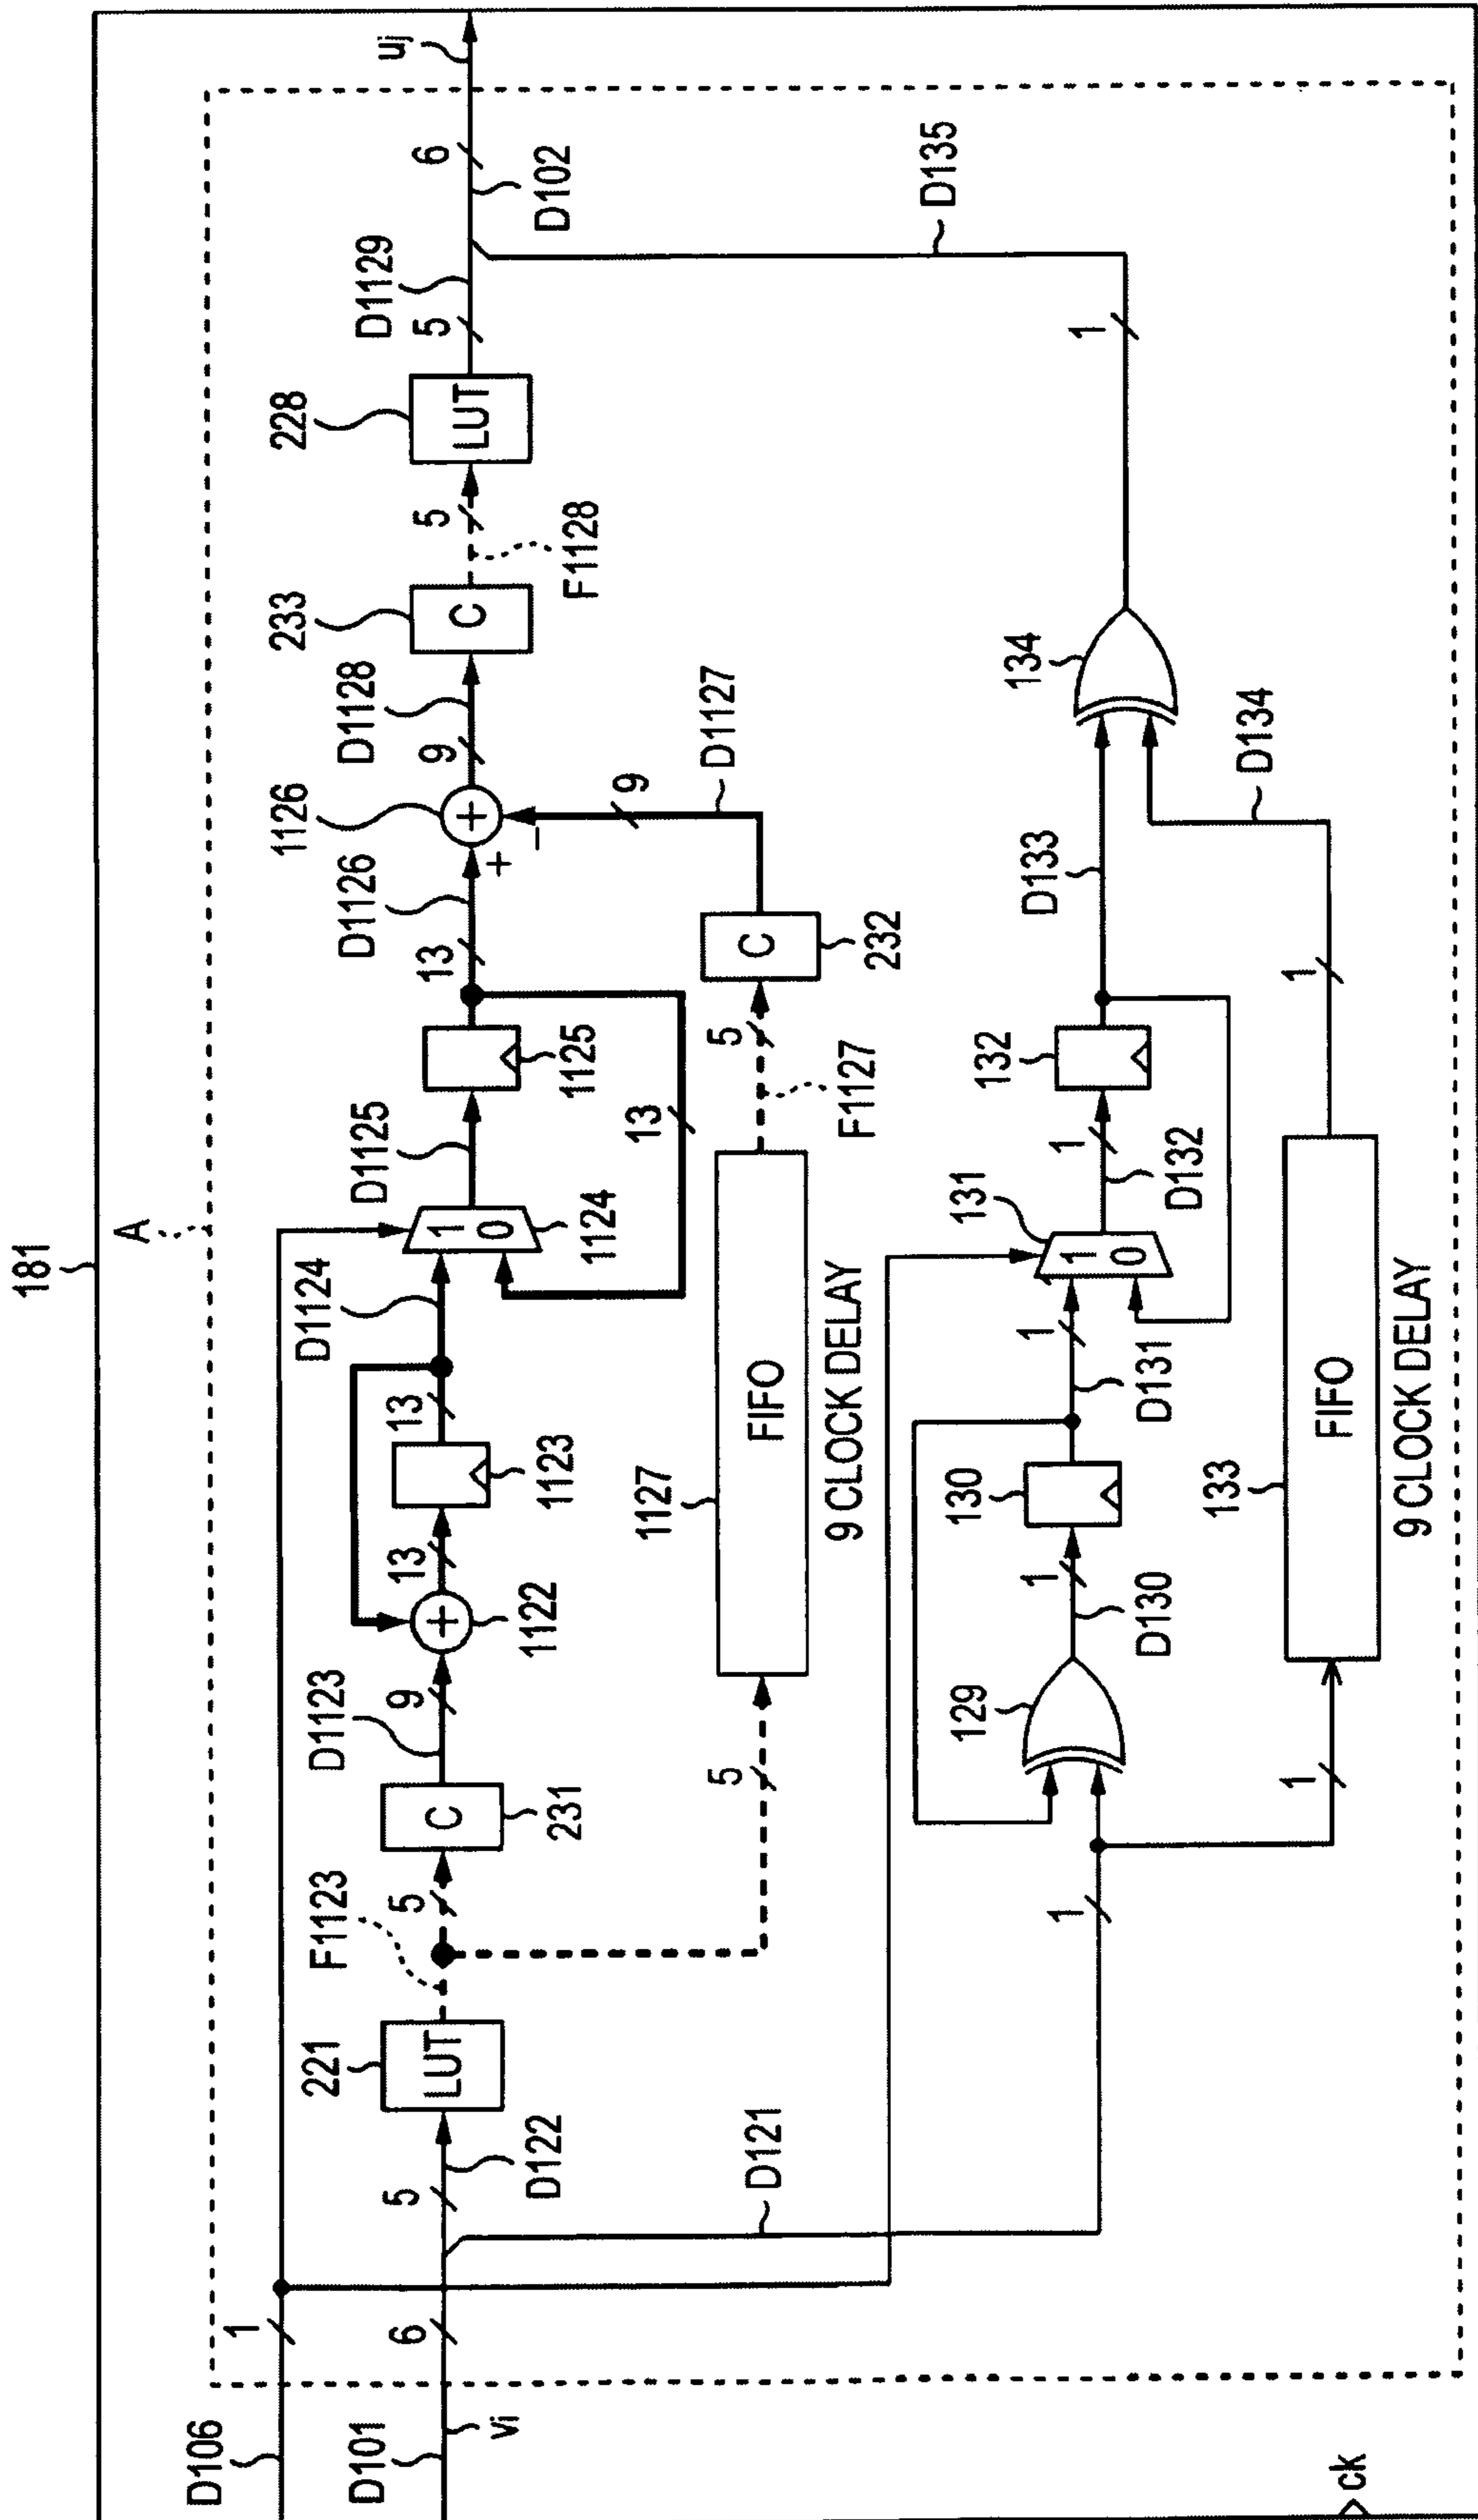 181
A
D106
1
D101
vi
6
5
D122
D121
221
LUT
F1123
5
C
231
D1123
9
+
1122
13
1123
13
D1124
1
0
1124
D1125
1125
13
13
D1126
+
−
+
1126
9
D1128
233
C
5
F1128
228
LUT
5
D1129
6
D102
uj
5
1127
FIFO
9 CLOCK DELAY
5
F1127
C
232
9
D1127
1
129
1
D130
130
1
D131
131
1
1
0
1
D132
132
D133
134
1
D135
1
133
FIFO
9 CLOCK DELAY
1
D134
ck